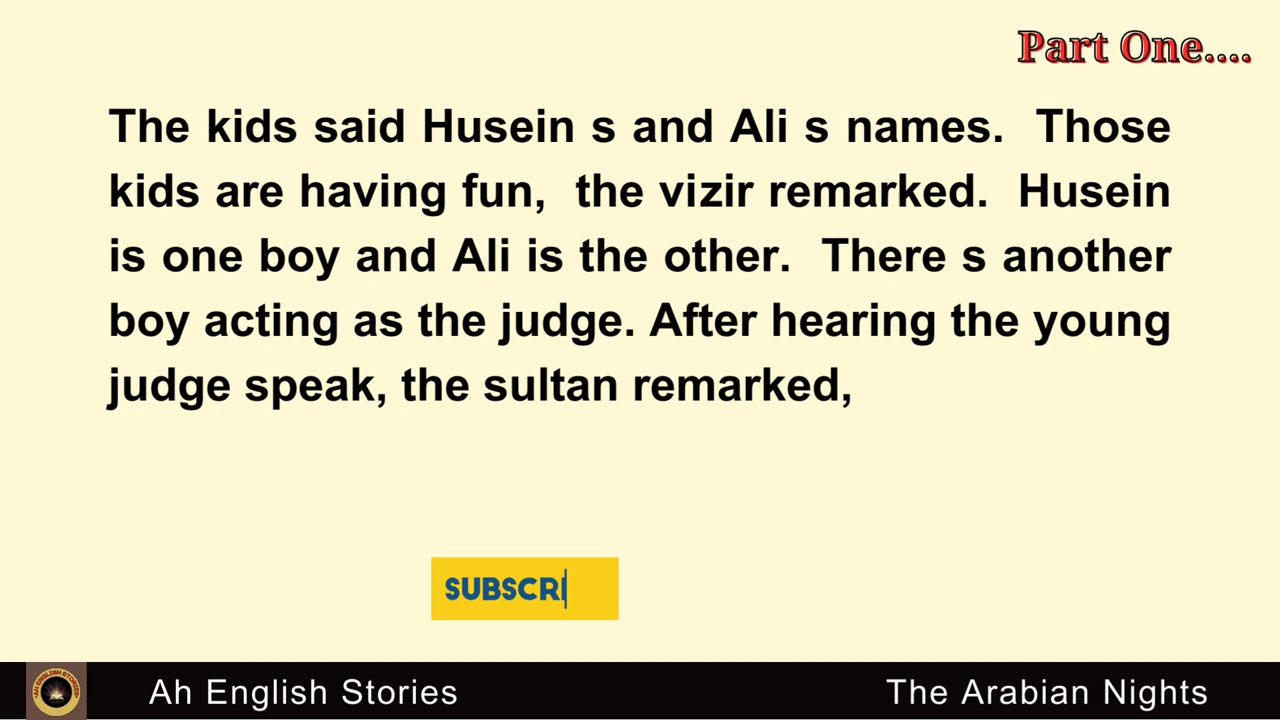 Part One....
The kids said Husein s and Ali s names.  Those
kids are having fun,  the vizir remarked.  Husein
is one boy and Ali is the other.  There s another
boy acting as the judge. After hearing the young
judge speak, the sultan remarked,
SUBSCRI
Ah English Stories
The Arabian Nights